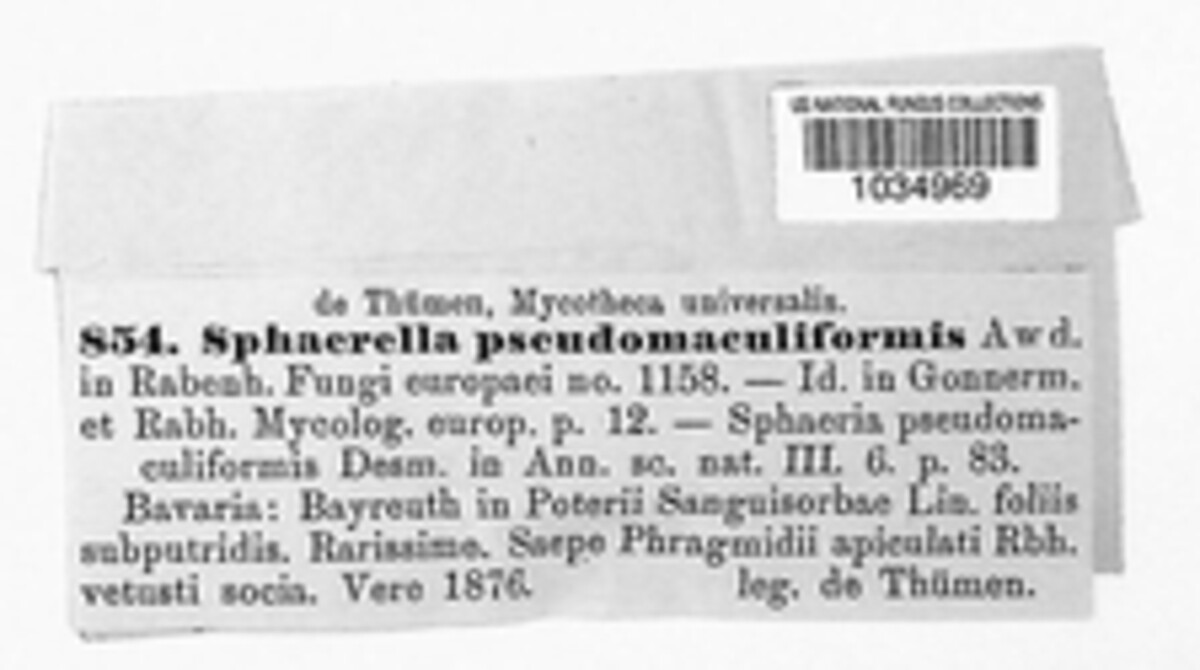 US NATIONAL FUNGUS COLLECTIONS
1034969
de Thümen, Mycotheca universalis.
854. Sphaerella pseudomaculiformis Awd.
in Rabenh. Fungi europaei no. 1158. — Id. in Gonnerm.
et Rabh. Mycolog. europ. p. 12. — Sphaeria pseudoma-
culiformis Desm. in Ann. sc. nat. III. 6. p. 83.
Bavaria: Bayreuth in Poterii Sanguisorbae Lin. foliis
subputridis. Rarissime. Saepe Phragmidii apiculati Rbh.
vetusti socia. Vere 1876. leg. de Thümen.